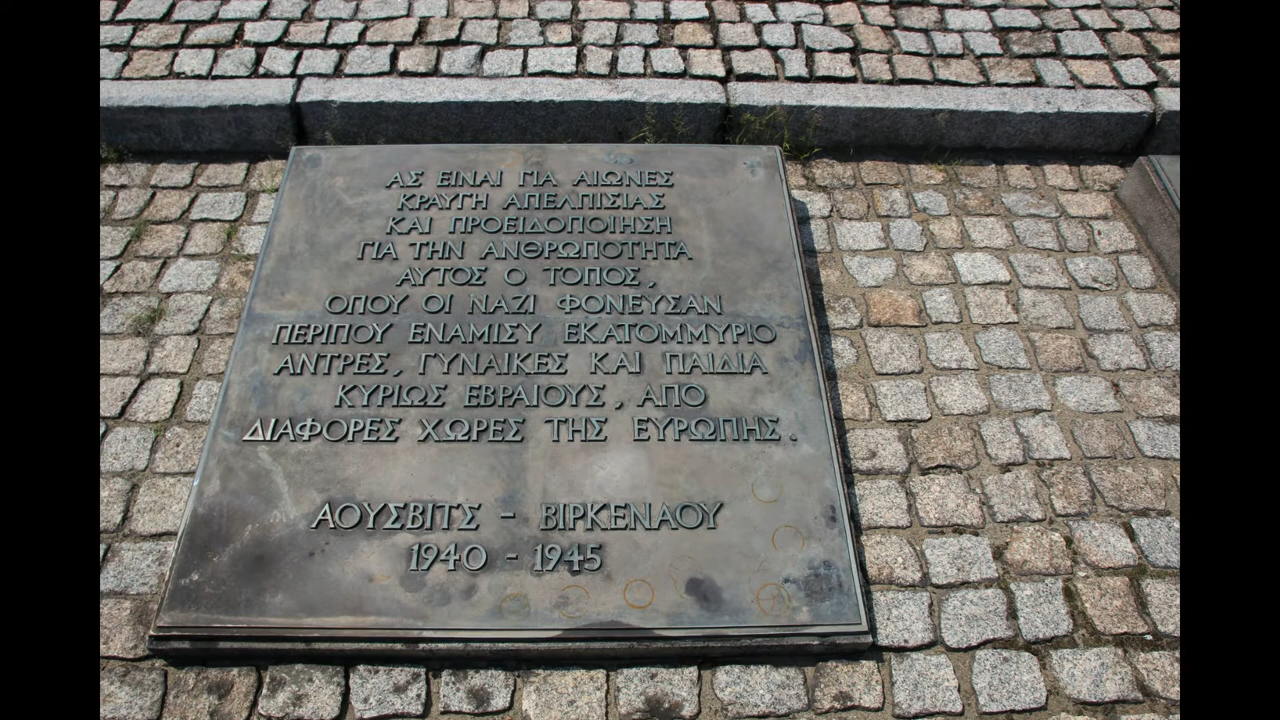 ΑΣ ΕΙΝΑΙ ΓΙΑ ΑΙΩΝΕΣ
ΚΡΑΥΓΗ ΑΠΕΛΠΙΣΙΑΣ
ΚΑΙ ΠΡΟΕΙΔΟΠΟΙΗΣΗ
ΓΙΑ ΤΗΝ ΑΝΘΡΩΠΟΤΗΤΑ
ΑΥΤΟΣ Ο ΤΟΠΟΣ,
ΟΠΟΥ ΟΙ ΝΑΖΙ ΦΟΝΕΥΣΑΝ
ΠΕΡΙΠΟΥ ΕΝΑΜΙΣΥ ΕΚΑΤΟΜΜΥΡΙΟ
ΑΝΤΡΕΣ, ΓΥΝΑΙΚΕΣ ΚΑΙ ΠΑΙΔΙΑ
ΚΥΡΙΩΣ ΕΒΡΑΙΟΥΣ, ΑΠΟ
ΔΙΑΦΟΡΕΣ ΧΩΡΕΣ ΤΗΣ ΕΥΡΩΠΗΣ.
ΑΟΥΣΒΙΤΣ - ΒΙΡΚΕΝΑΟΥ
1940 - 1945